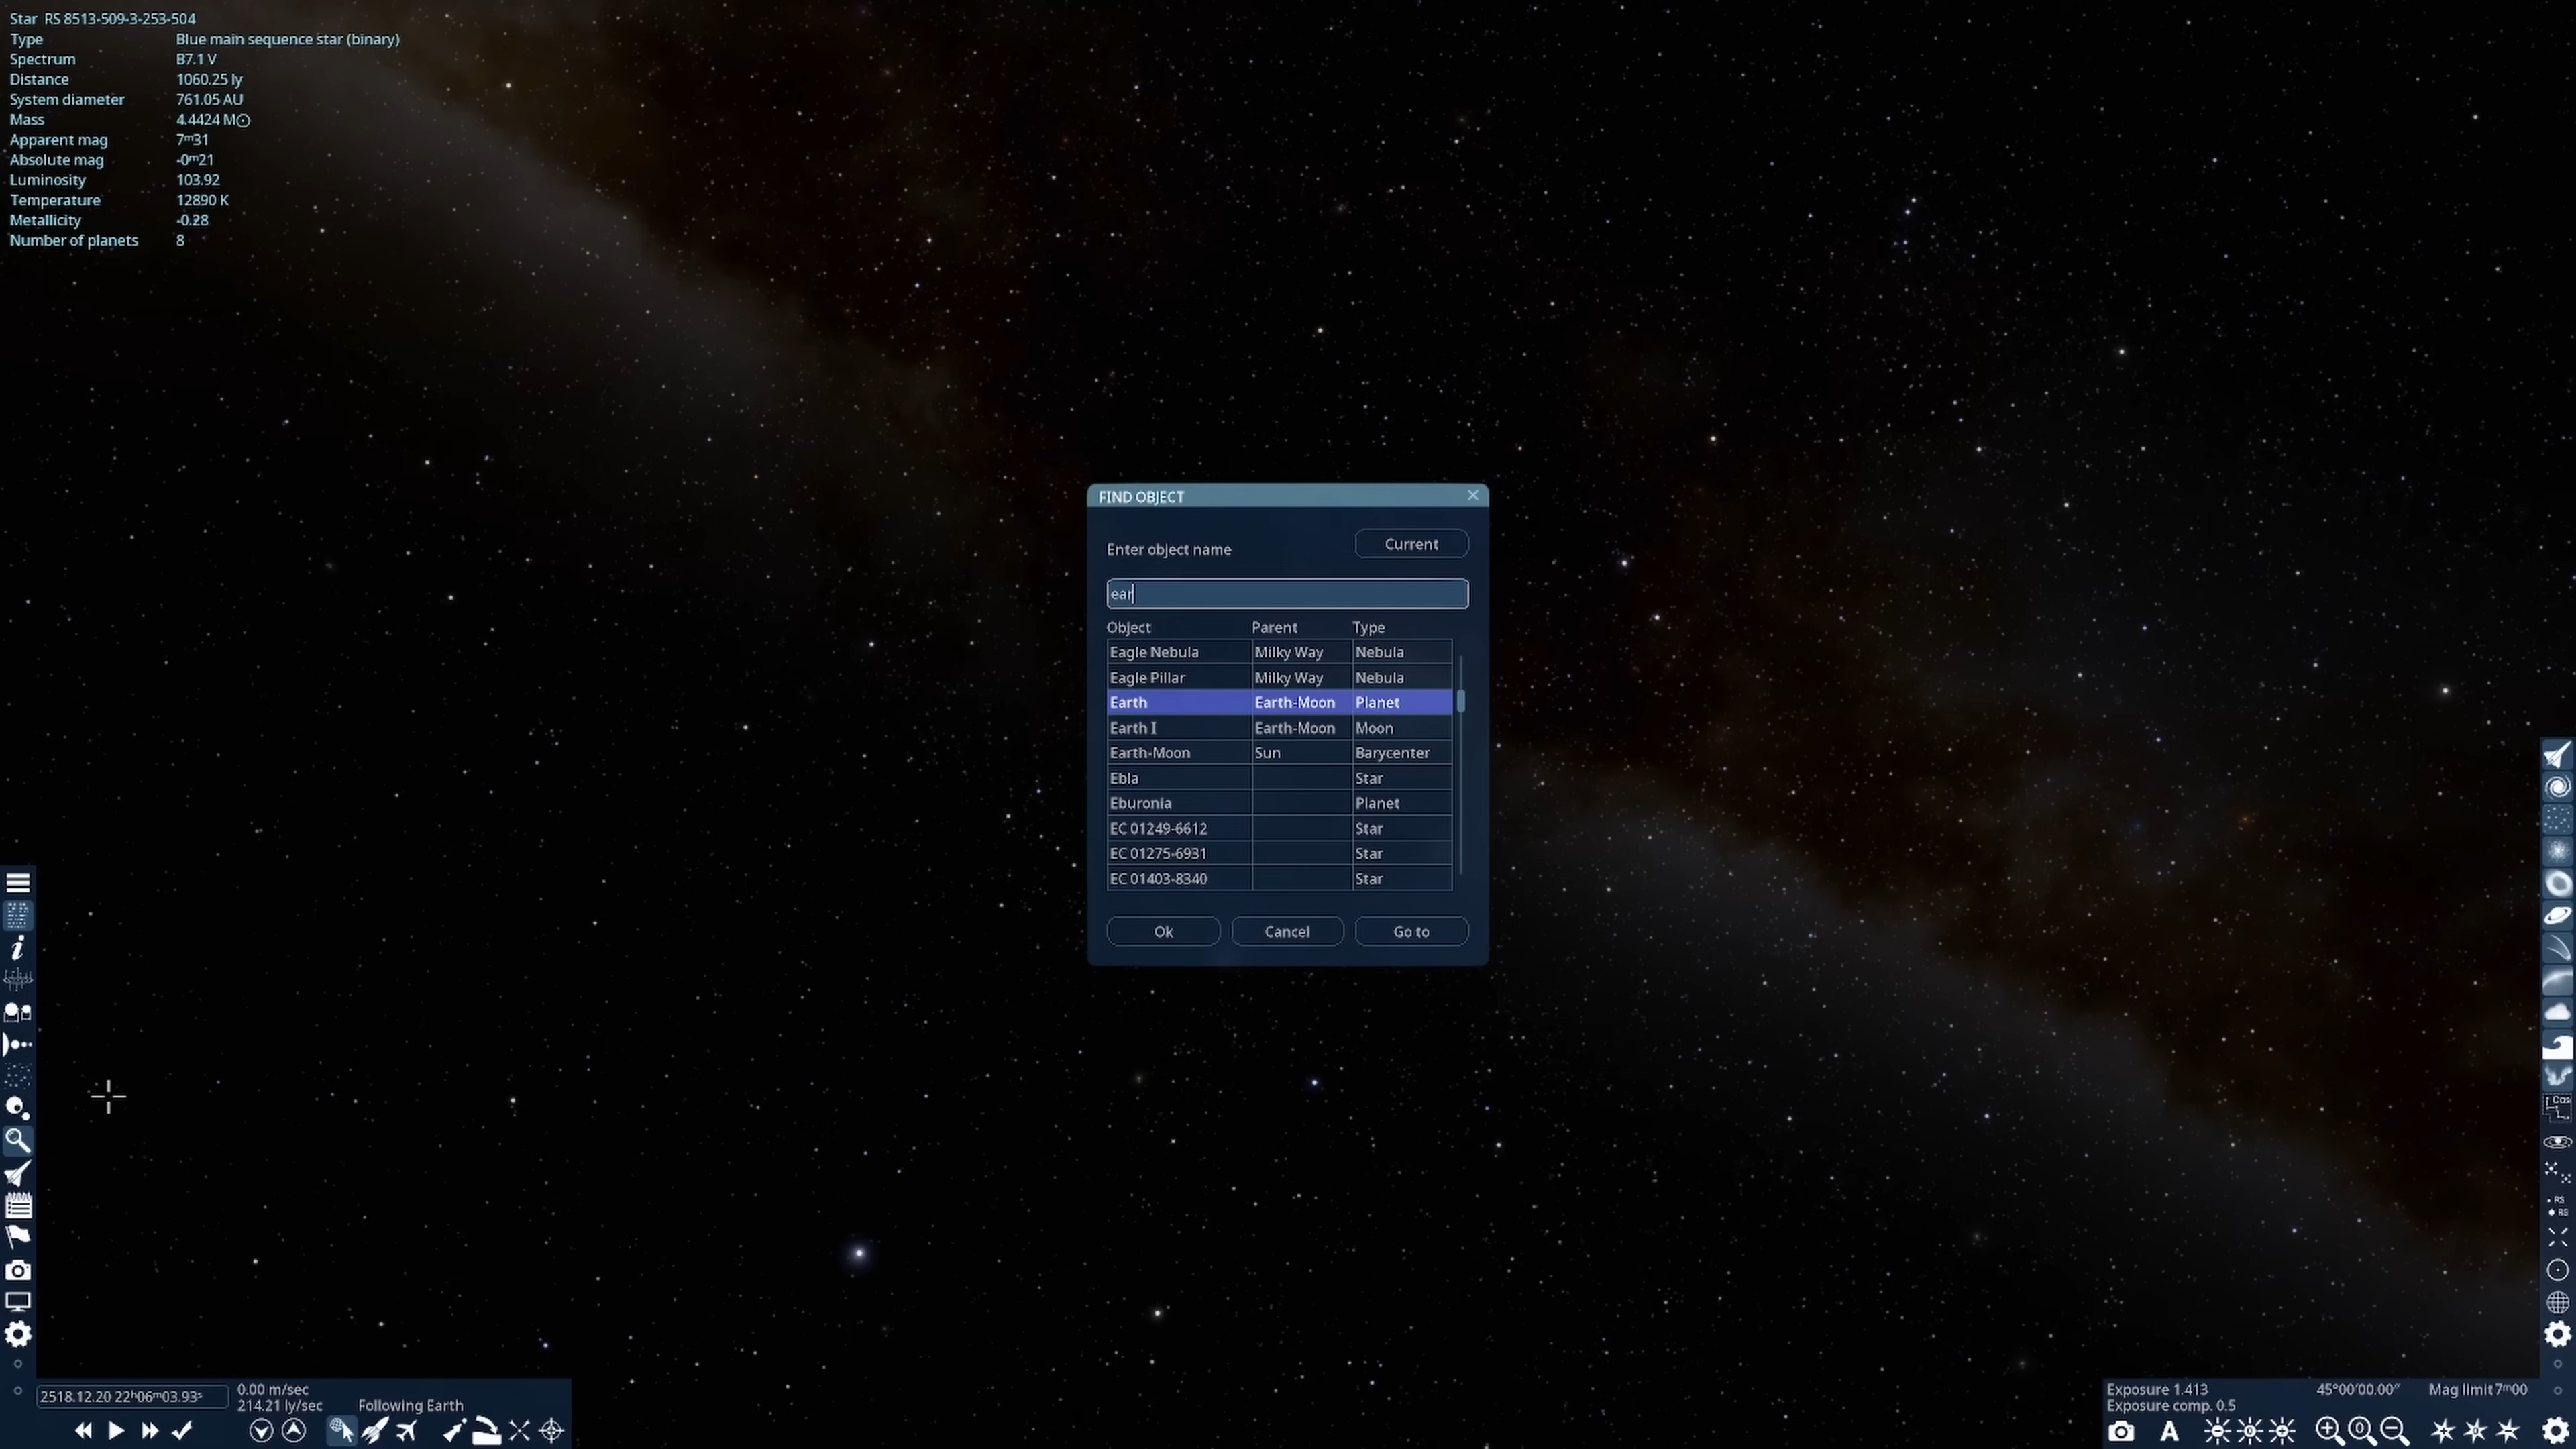 Star RS 8513-509-3-253-504
Type Blue main sequence star (binary)
Spectrum B7.1 V
Distance 1060.25 ly
System diameter 761.05 AU
Mass 4.4424 M☉
Apparent mag 7ᵐ31
Absolute mag -0ᵐ21
Luminosity 103.92
Temperature 12890 K
Metallicity -0.28
Number of planets 8
FIND OBJECT
Enter object name Current
ear
Object Parent Type
Eagle Nebula Milky Way Nebula
Eagle Pillar Milky Way Nebula
Earth Earth-Moon Planet
Earth I Earth-Moon Moon
Earth-Moon Sun Barycenter
Ebla Star
Eburonia Planet
EC 01249-6612 Star
EC 01275-6931 Star
EC 01403-8340 Star
Ok Cancel Go to
Cas
RS
RS
2518.12.20 22ʰ06ᵐ03.93ˢ
0.00 m/sec
214.21 ly/sec Following Earth
Exposure 1.413 45°00'00.00" Mag limit 7ᵐ00
Exposure comp. 0.5
A